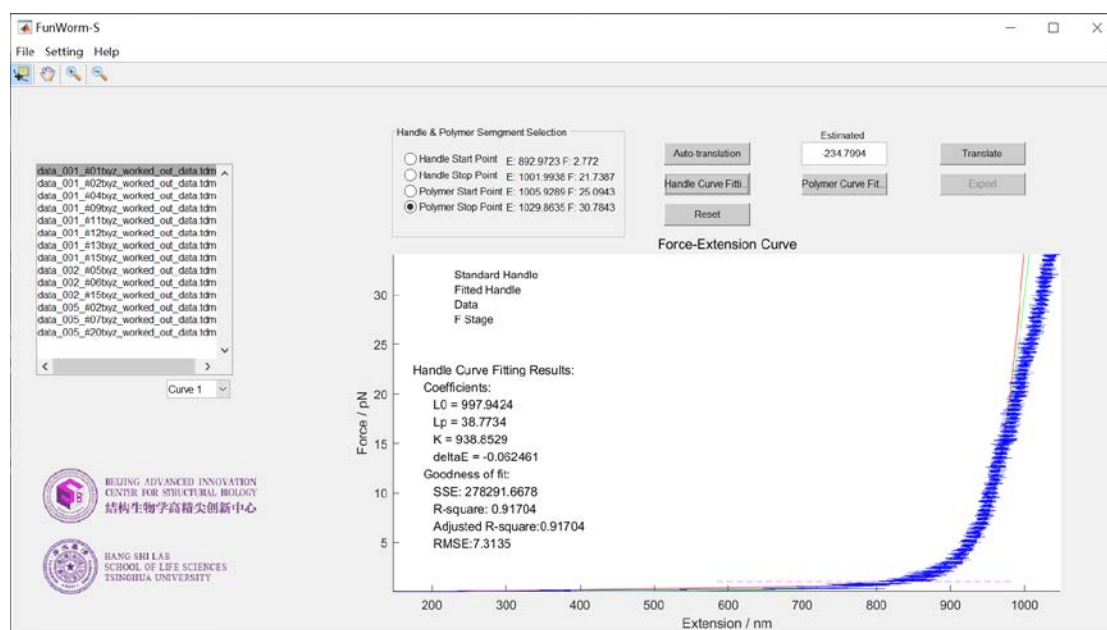 FunWorm-S
File Setting Help
Handle & Polymer Semgment Selection
Handle Start Point E: 892.9723 F: 2.772
Handle Stop Point E: 1001.9938 F: 21.7387
Polymer Start Point E: 1005.9289 F: 25.0943
Polymer Stop Point E: 1029.8635 F: 30.7843
Estimated
Auto-translation -234.7994 Translate
Handle Curve Fitti... Polymer Curve Fit... Export
Reset
data_001_#01txyz_worked_out_data.tdm
data_001_#02txyz_worked_out_data.tdm
data_001_#04txyz_worked_out_data.tdm
data_001_#09txyz_worked_out_data.tdm
data_001_#11txyz_worked_out_data.tdm
data_001_#12txyz_worked_out_data.tdm
data_001_#13txyz_worked_out_data.tdm
data_001_#15txyz_worked_out_data.tdm
data_002_#05txyz_worked_out_data.tdm
data_002_#06txyz_worked_out_data.tdm
data_002_#15txyz_worked_out_data.tdm
data_005_#02txyz_worked_out_data.tdm
data_005_#07txyz_worked_out_data.tdm
data_005_#20txyz_worked_out_data.tdm
Curve 1
BEIJING ADVANCED INNOVATION
CENTER FOR STRUCTURAL BIOLOGY
结构生物学高精尖创新中心
HANG SHI LAB
SCHOOL OF LIFE SCIENCES
TSINGHUA UNIVERSITY
Force-Extension Curve
Standard Handle
Fitted Handle
Data
F Stage
Handle Curve Fitting Results:
Coefficients:
L0 = 997.9424
Lp = 38.7734
K = 938.8529
deltaE = -0.062461
Goodness of fit:
SSE: 278291.6678
R-square: 0.91704
Adjusted R-square:0.91704
RMSE:7.3135
Force / pN
30
25
20
15
10
5
200 300 400 500 600 700 800 900 1000
Extension / nm